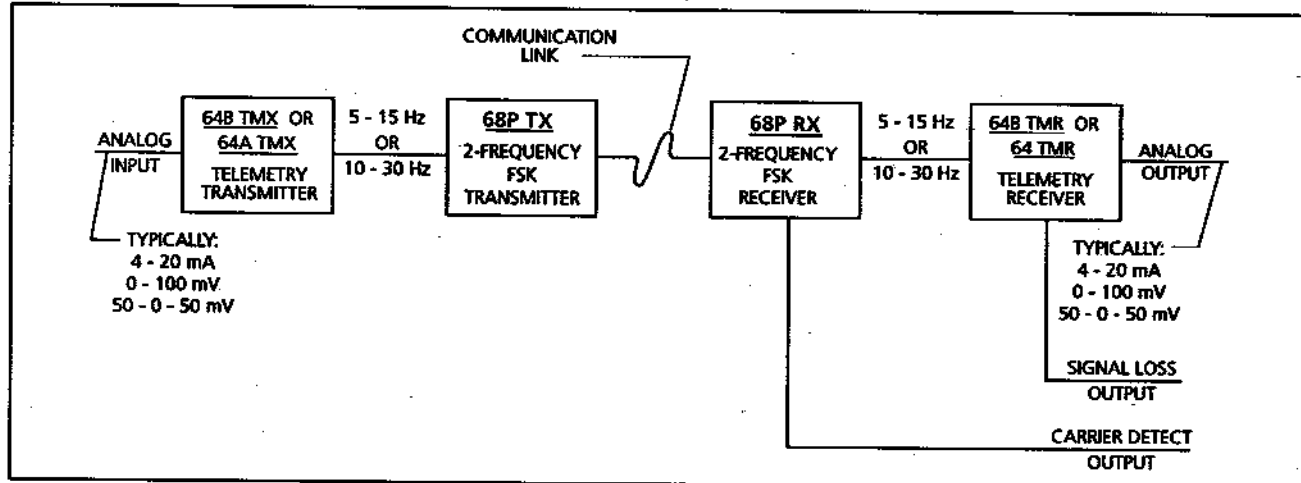 COMMUNICATION
LINK
ANALOG
INPUT
64B TMX OR
64A TMX
TELEMETRY
TRANSMITTER
5 - 15 Hz
OR
10 - 30 Hz
68P TX
2-FREQUENCY
FSK
TRANSMITTER
68P RX
2-FREQUENCY
FSK
RECEIVER
5 - 15 Hz
OR
10 - 30 Hz
64B TMR OR
64 TMR
TELEMETRY
RECEIVER
ANALOG
OUTPUT
TYPICALLY:
4 - 20 mA
0 - 100 mV
50 - 0 - 50 mV
TYPICALLY:
4 - 20 mA
0 - 100 mV
50 - 0 - 50 mV
SIGNAL LOSS
OUTPUT
CARRIER DETECT
OUTPUT